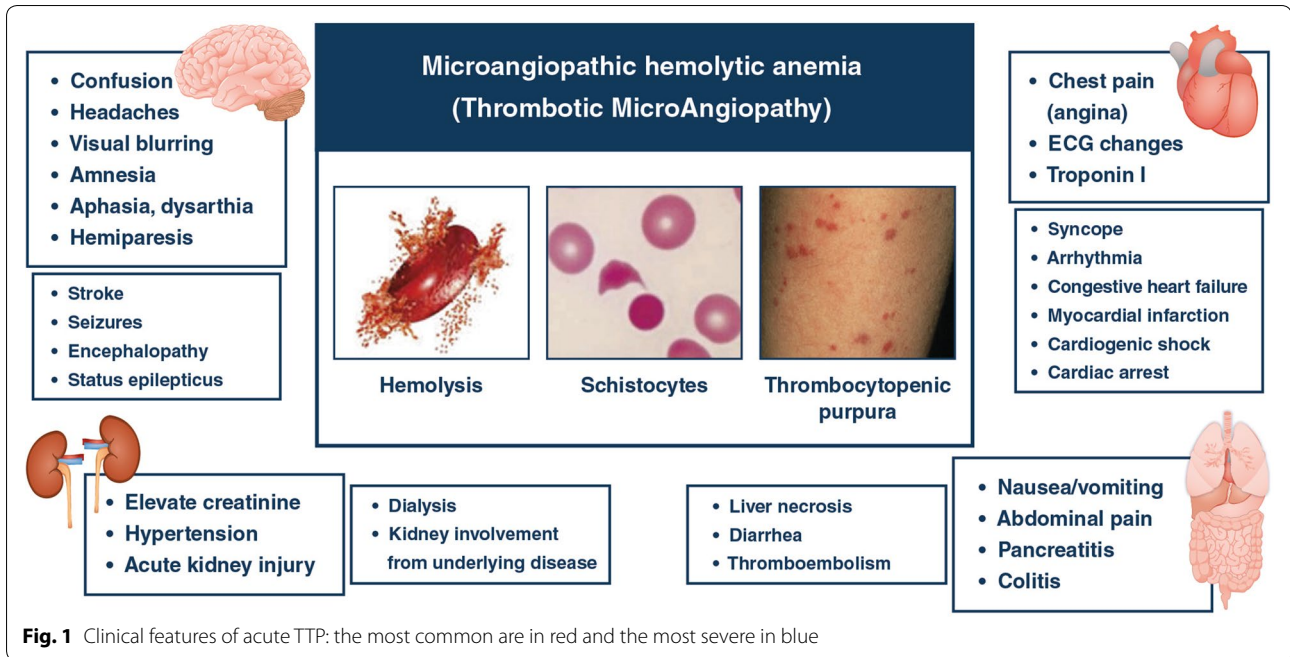 Microangiopathic hemolytic anemia
(Thrombotic MicroAngiopathy)
Hemolysis
Schistocytes
Thrombocytopenic
purpura
• Confusion
• Headaches
• Visual blurring
• Amnesia
• Aphasia, dysarthia
• Hemiparesis
• Stroke
• Seizures
• Encephalopathy
• Status epilepticus
• Chest pain
(angina)
• ECG changes
• Troponin I
• Syncope
• Arrhythmia
• Congestive heart failure
• Myocardial infarction
• Cardiogenic shock
• Cardiac arrest
• Elevate creatinine
• Hypertension
• Acute kidney injury
• Dialysis
• Kidney involvement
from underlying disease
• Liver necrosis
• Diarrhea
• Thromboembolism
• Nausea/vomiting
• Abdominal pain
• Pancreatitis
• Colitis
Fig. 1 Clinical features of acute TTP: the most common are in red and the most severe in blue